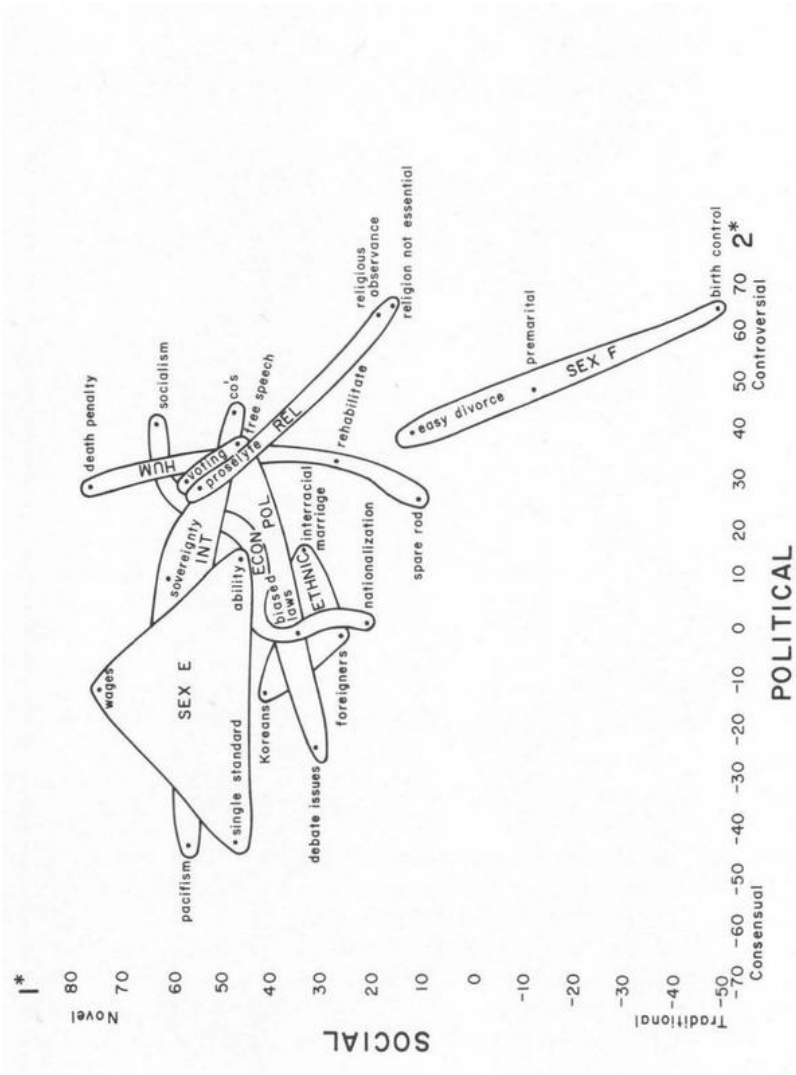 1*
Novel
80
70
60
50
40
30
20
10
0
-10
-20
-30
-40
-50
Traditional
SOCIAL
death penalty
socialism
wages
HUM
pacifism
sovereignty
INT
voting
co's
proselyte
free speech
SEX E
single standard
ability
ECON
POL
REL
Koreans
biased
laws
ETHNIC
interracial
marriage
debate issues
foreigners
nationalization
rehabilitate
religious
observance
religion not essential
spare rod
easy divorce
premarital
SEX F
birth control
-70
-60
-50
-40
-30
-20
-10
0
10
20
30
40
50
60
70
2*
Consensual
Controversial
POLITICAL